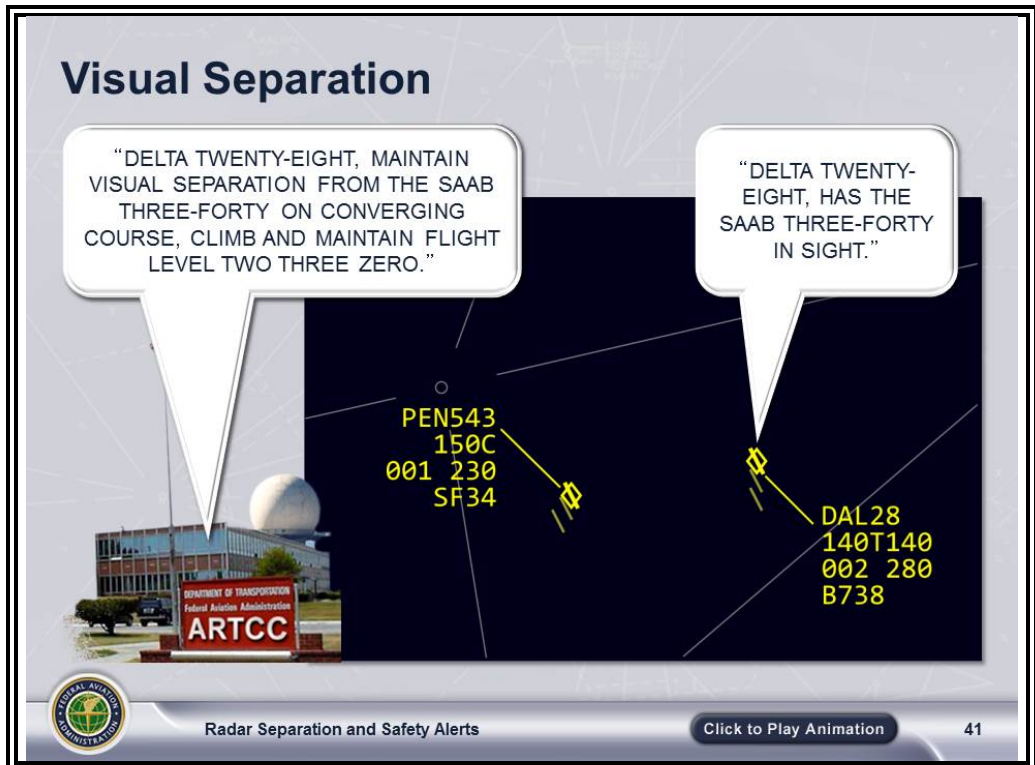 Visual Separation
“DELTA TWENTY-EIGHT, MAINTAIN
VISUAL SEPARATION FROM THE SAAB
THREE-FORTY ON CONVERGING
COURSE, CLIMB AND MAINTAIN FLIGHT
LEVEL TWO THREE ZERO.”
“DELTA TWENTY-
EIGHT, HAS THE
SAAB THREE-FORTY
IN SIGHT.”
PEN543
150C
001 230
SF34
DAL28
140T140
002 280
B738
DEPARTMENT OF TRANSPORTATION
Federal Aviation Administration
ARTCC
FEDERAL AVIATION
ADMINISTRATION
Radar Separation and Safety Alerts
Click to Play Animation
41